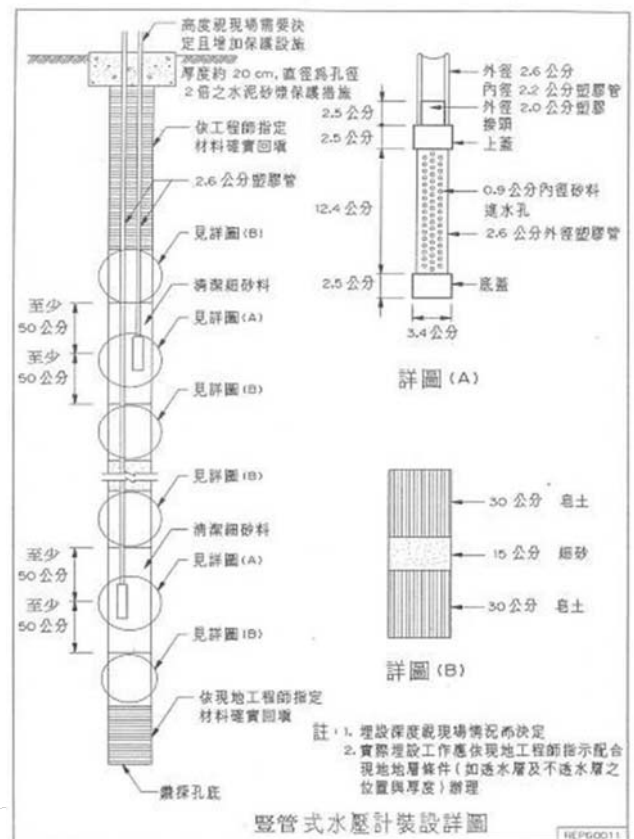 高度視現場需要決
定且增加保護設施
厚度約 20 cm, 直徑為孔徑
2 倍之水泥砂漿保護措施
依工程師指定
材料確實回填
2.6 公分塑膠管
見詳圖(B)
清潔細砂料
至少
50 公分
見詳圖(A)
至少
50 公分
見詳圖(B)
見詳圖(B)
清潔細砂料
至少
50 公分
見詳圖(A)
至少
50 公分
見詳圖(B)
依現地工程師指定
材料確實回填
鑽探孔底
外徑 2.6 公分
內徑 2.2 公分塑膠管
外徑 2.0 公分塑膠
接頭
上蓋
2.5 公分
2.5 公分
12.4 公分
0.9 公分內徑砂料
進水孔
2.6 公分外徑塑膠管
2.5 公分
底蓋
3.4 公分
詳圖 (A)
30 公分 皂土
15 公分 細砂
30 公分 皂土
詳圖 (B)
註：1. 埋設深度視現場情況而決定
2. 實際埋設工作應依現地工程師指示配合
現地地層條件 (如透水層及不透水層之
位置與厚度) 辦理
豎管式水壓計裝設詳圖
REPG0011